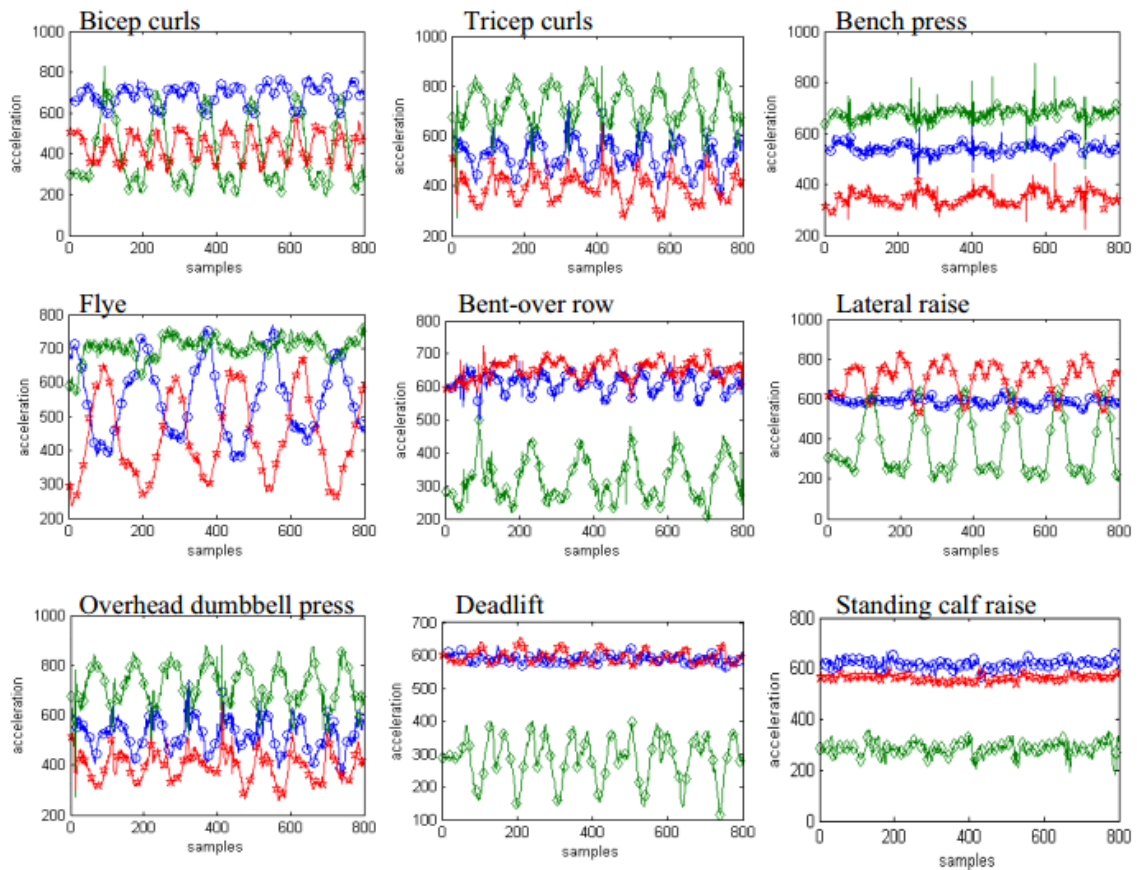 Bicep curls
1000
800
600
400
200
0
acceleration
0 200 400 600 800
samples
Tricep curls
1000
800
600
400
200
acceleration
0 200 400 600 800
samples
Bench press
1000
800
600
400
200
acceleration
0 200 400 600 800
samples
Flye
800
700
600
500
400
300
200
acceleration
0 200 400 600 800
samples
Bent-over row
800
700
600
500
400
300
200
acceleration
0 200 400 600 800
samples
Lateral raise
1000
800
600
400
200
0
acceleration
0 200 400 600 800
samples
Overhead dumbbell press
1000
800
600
400
200
acceleration
0 200 400 600 800
samples
Deadlift
700
600
500
400
300
200
100
acceleration
0 200 400 600 800
samples
Standing calf raise
800
600
400
200
0
acceleration
0 200 400 600 800
samples